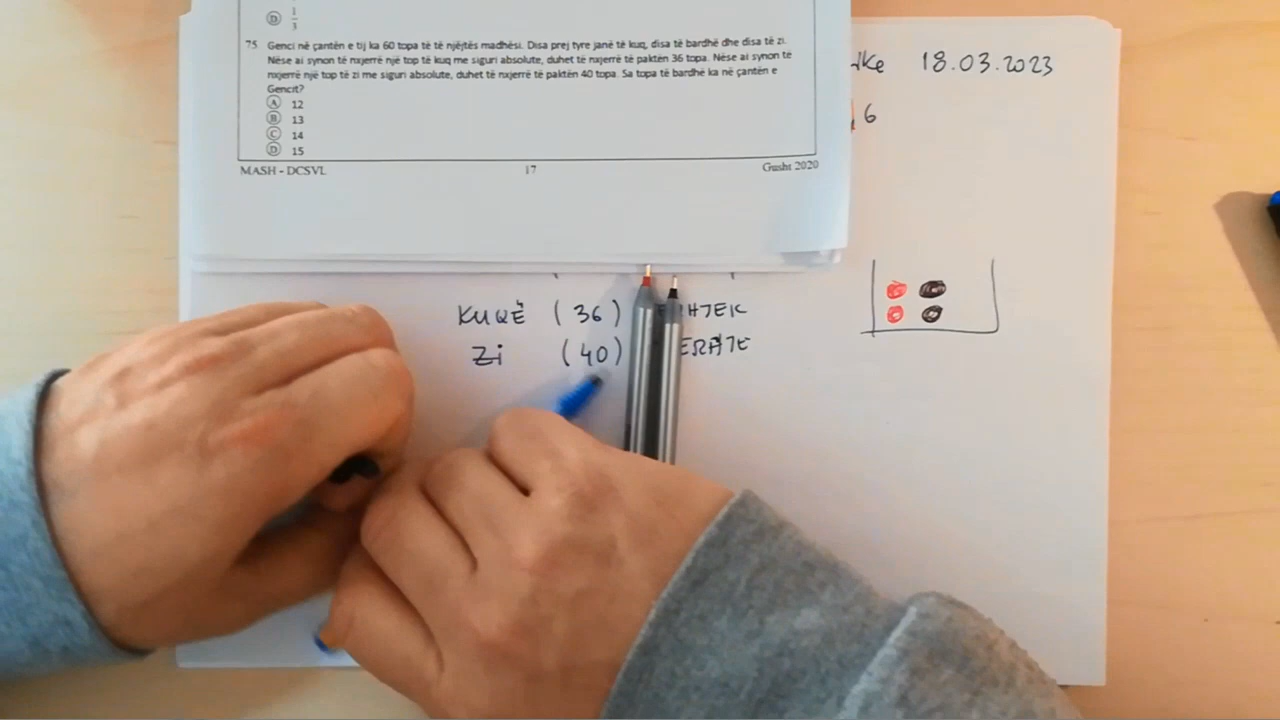 D 1/3
75. Genci në çantën e tij ka 60 topa të të njëjtës madhësi. Disa prej tyre janë të kuq, disa të bardhë dhe disa të zi.
Nëse ai synon të nxjerrë një top të kuq me siguri absolute, duhet të nxjerrë të paktën 36 topa. Nëse ai synon të
nxjerrë një top të zi me siguri absolute, duhet të nxjerrë të paktën 40 topa. Sa topa të bardhë ka në çantën e
Gencit?
A 12
B 13
C 14
D 15
MASH - DCSVL 17 Gusht 2020
18.03.2023
6
KUQË (36)
Zi (40)